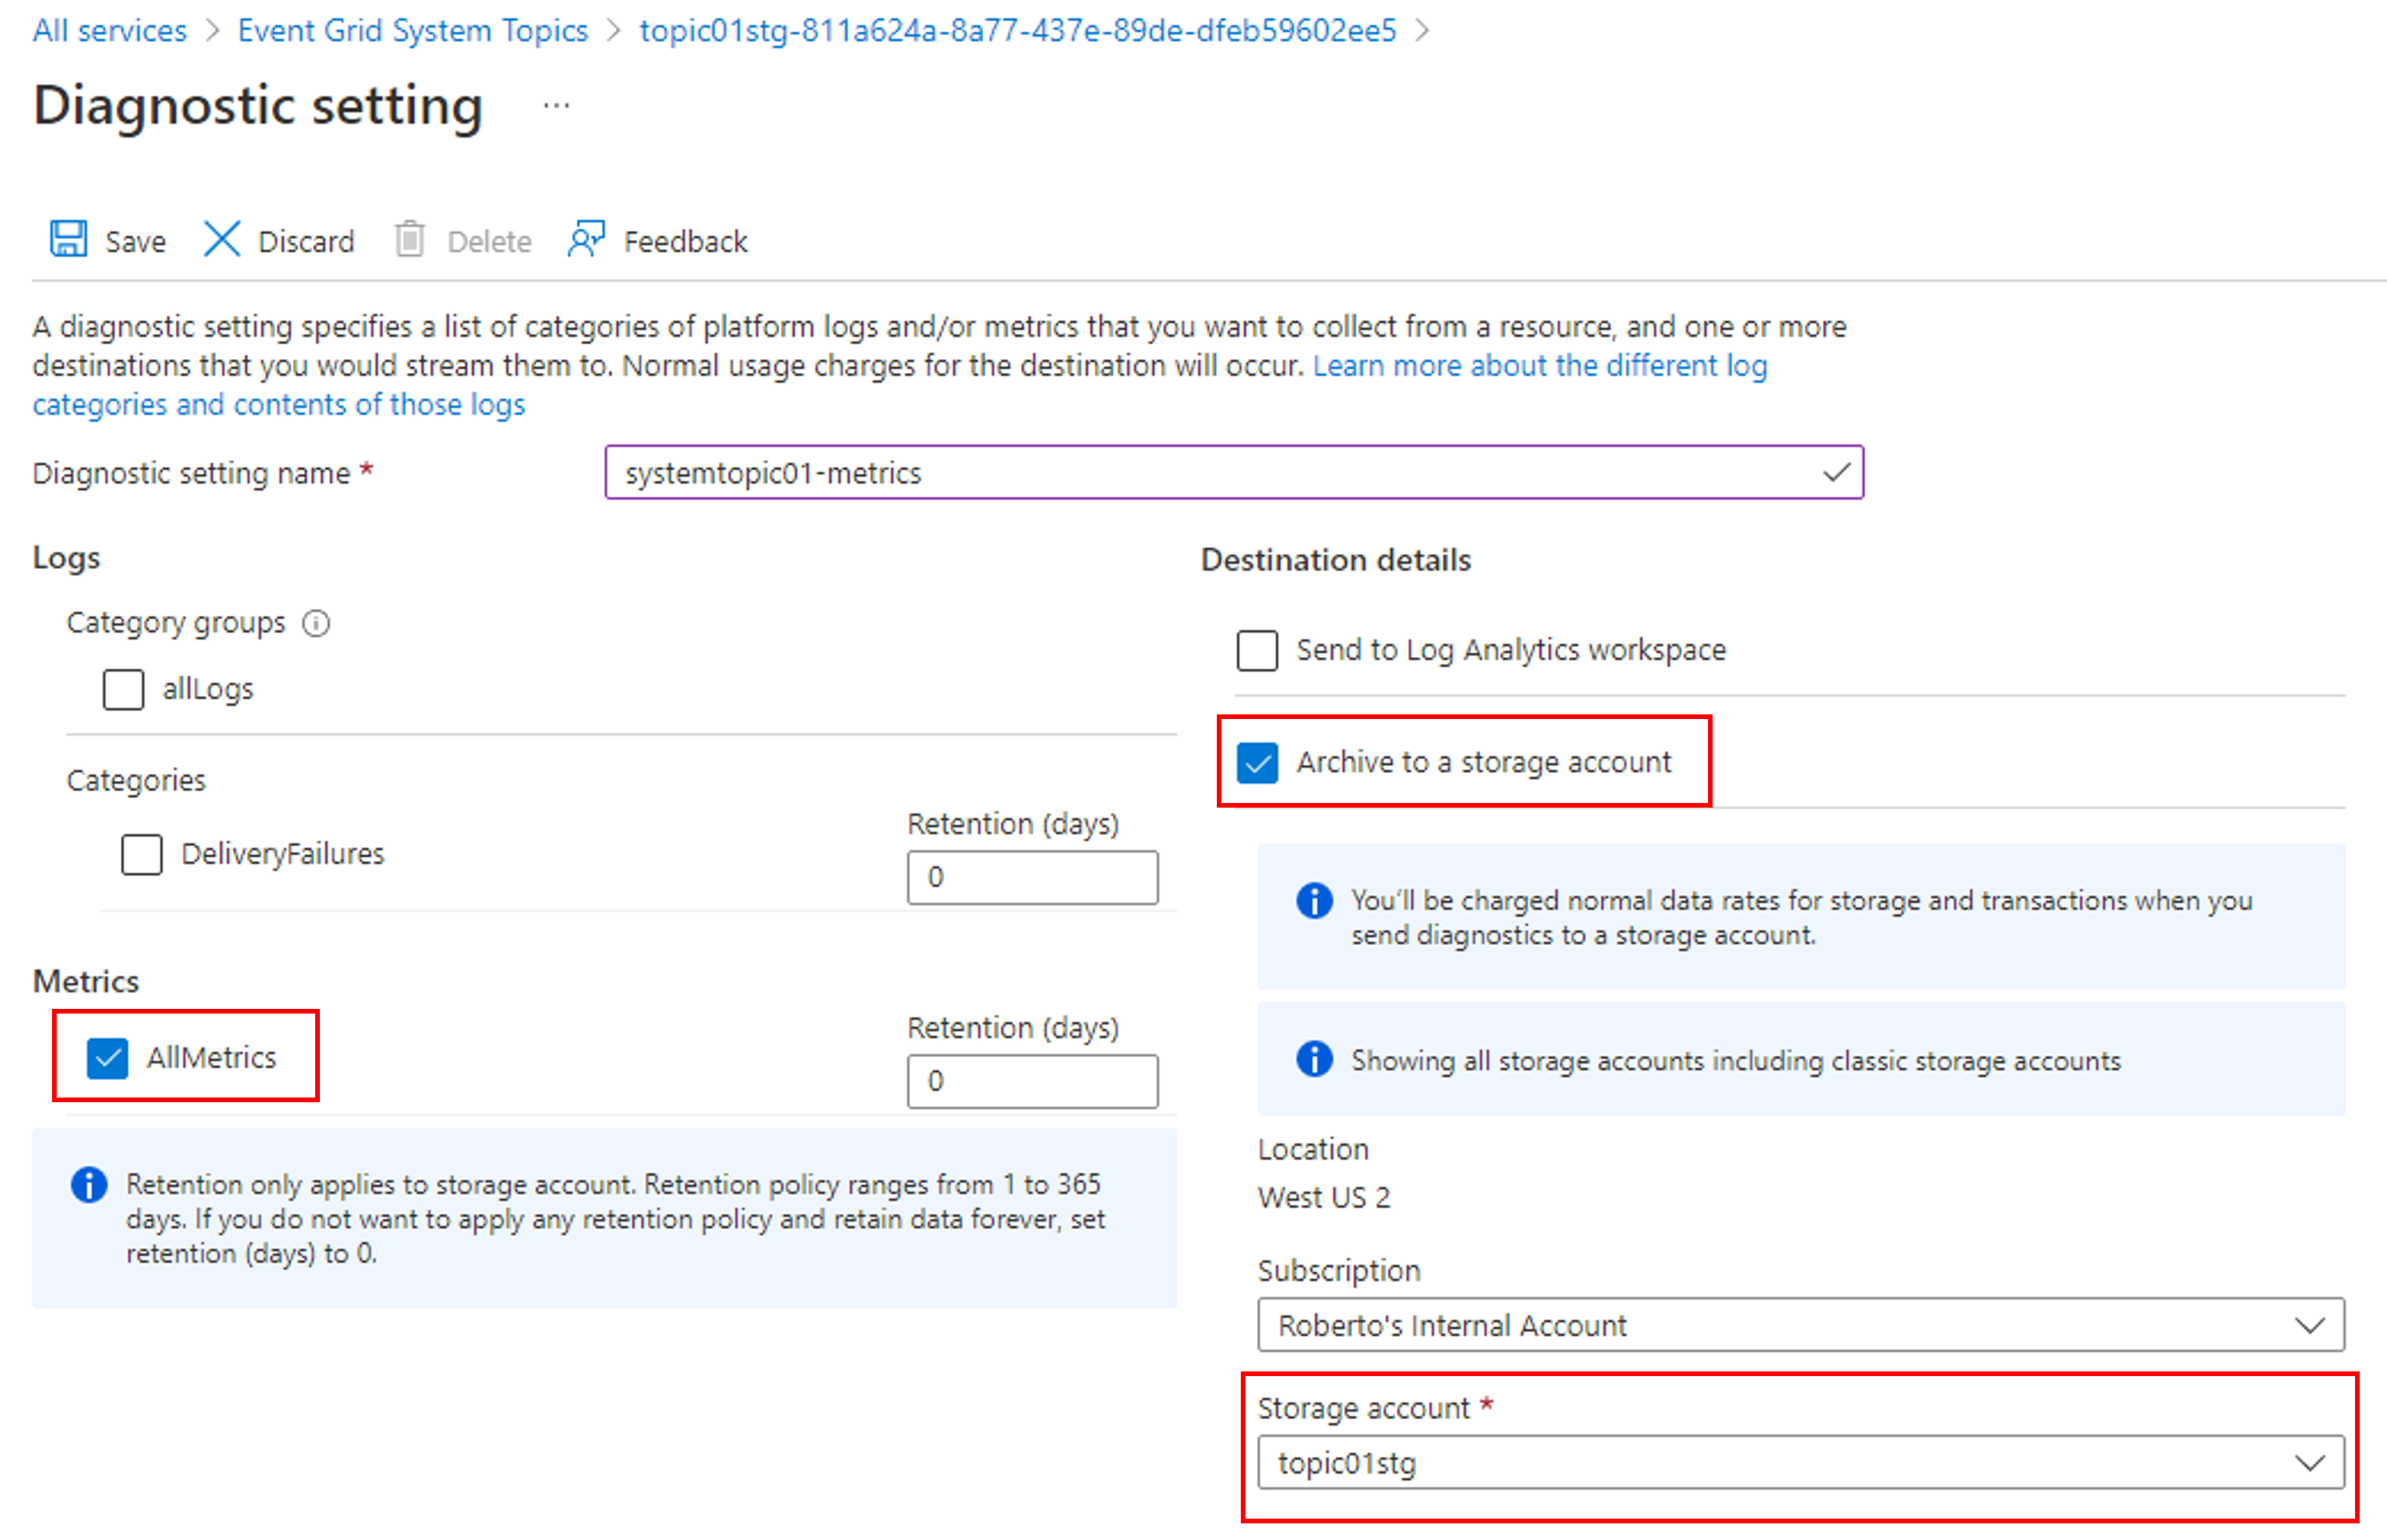 All services > Event Grid System Topics > topic01stg-811a624a-8a77-437e-89de-dfeb59602ee5 >
Diagnostic setting ...
Save Discard Delete Feedback
A diagnostic setting specifies a list of categories of platform logs and/or metrics that you want to collect from a resource, and one or more
destinations that you would stream them to. Normal usage charges for the destination will occur. Learn more about the different log
categories and contents of those logs
Diagnostic setting name * systemtopic01-metrics
Logs
Category groups
allLogs
Categories
Retention (days)
DeliveryFailures
0
Metrics
Retention (days)
AllMetrics
0
Retention only applies to storage account. Retention policy ranges from 1 to 365
days. If you do not want to apply any retention policy and retain data forever, set
retention (days) to 0.
Destination details
Send to Log Analytics workspace
Archive to a storage account
You'll be charged normal data rates for storage and transactions when you
send diagnostics to a storage account.
Showing all storage accounts including classic storage accounts
Location
West US 2
Subscription
Roberto's Internal Account
Storage account *
topic01stg